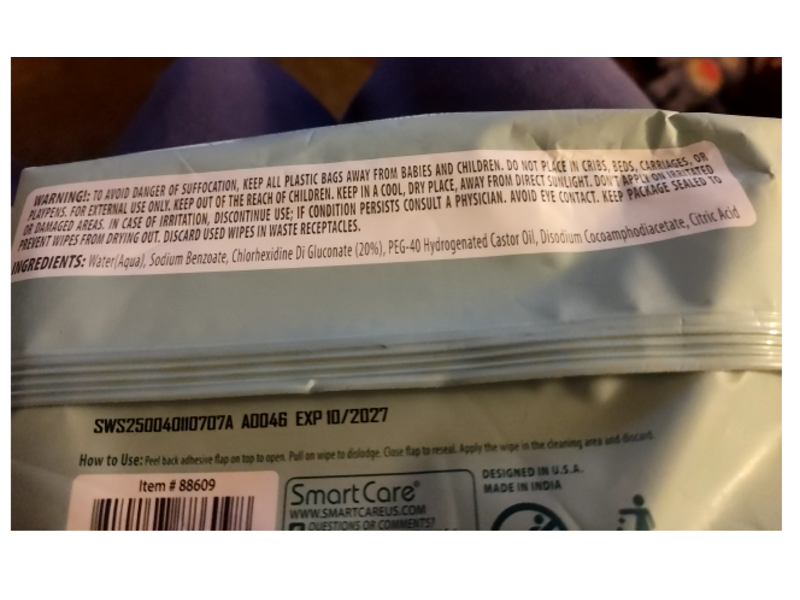 WARNING!: TO AVOID DANGER OF SUFFOCATION, KEEP ALL PLASTIC BAGS AWAY FROM BABIES AND CHILDREN. DO NOT PLACE IN CRIBS, BEDS, CARRIAGES, OR
PLAYPENS. FOR EXTERNAL USE ONLY. KEEP OUT OF THE REACH OF CHILDREN. KEEP IN A COOL, DRY PLACE, AWAY FROM DIRECT SUNLIGHT. DON'T APPLY ON IRRITATED
OR DAMAGED AREAS. IN CASE OF IRRITATION, DISCONTINUE USE; IF CONDITION PERSISTS CONSULT A PHYSICIAN. AVOID EYE CONTACT. KEEP PACKAGE SEALED TO
PREVENT WIPES FROM DRYING OUT. DISCARD USED WIPES IN WASTE RECEPTACLES.
INGREDIENTS: Water(Aqua), Sodium Benzoate, Chlorhexidine Di Gluconate (20%), PEG-40 Hydrogenated Castor Oil, Disodium Cocoamphodiacetate, Citric Acid
SWS250040110707A A0046 EXP 10/2027
How to Use: Peel back adhesive flap on top to open. Pull on wipe to dislodge. Close flap to reseal. Apply the wipe in the cleaning area and discard.
Item # 88609
SmartCare®
WWW.SMARTCAREUS.COM
QUESTIONS OR COMMENTS?
DESIGNED IN U.S.A.
MADE IN INDIA